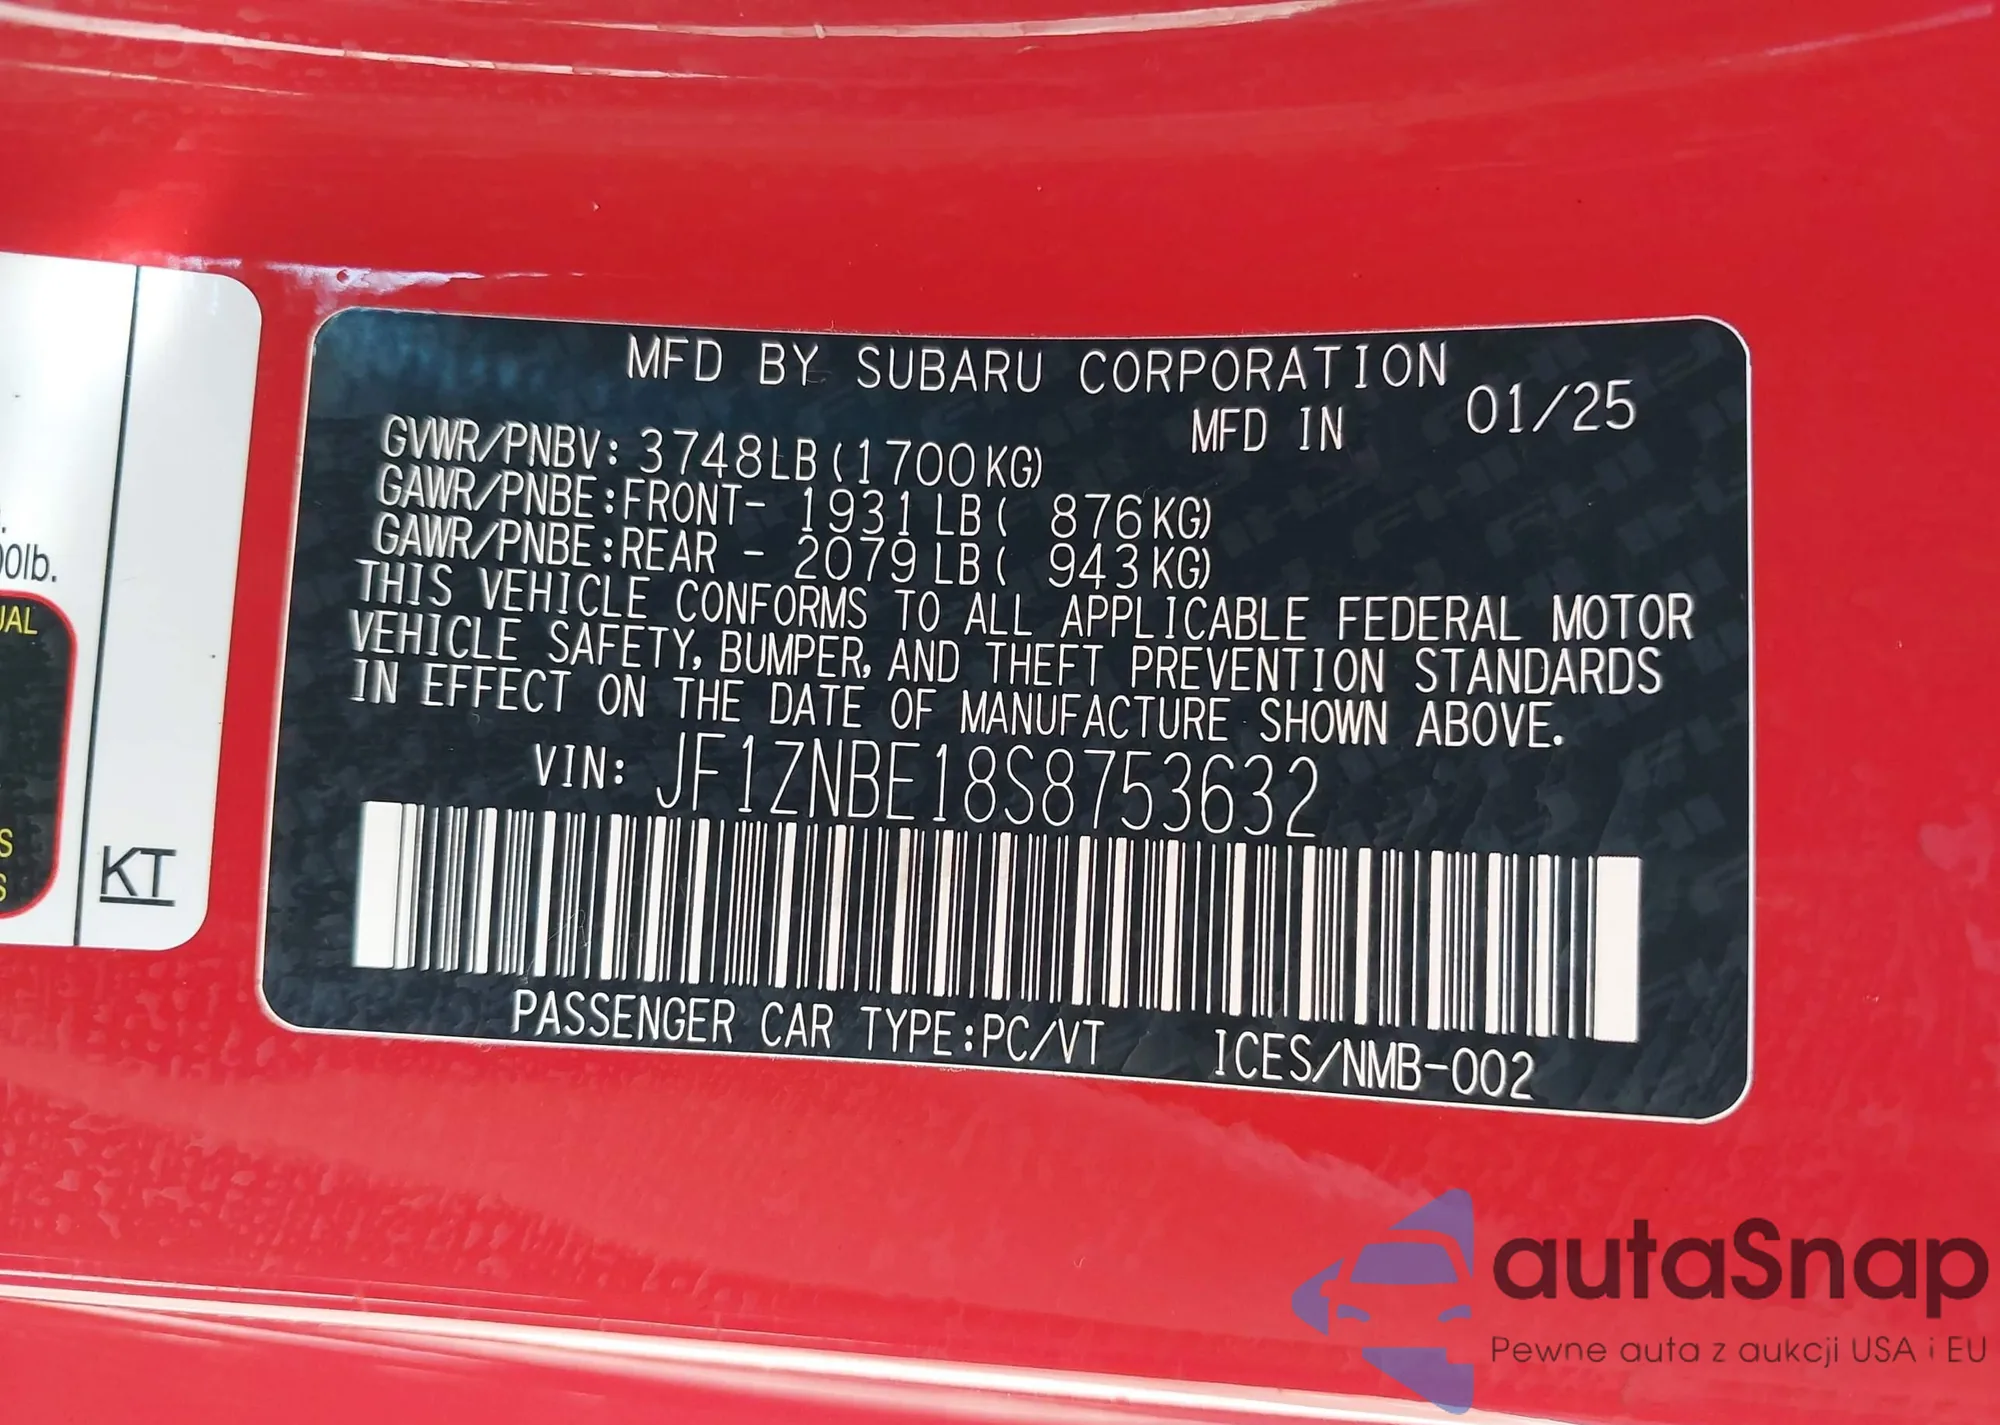 MFD BY SUBARU CORPORATION
MFD IN 01/25
GVWR/PNBV: 3748LB(1700KG)
GAWR/PNBE:FRONT- 1931LB( 876KG)
GAWR/PNBE:REAR - 2079LB( 943KG)
THIS VEHICLE CONFORMS TO ALL APPLICABLE FEDERAL MOTOR
VEHICLE SAFETY, BUMPER, AND THEFT PREVENTION STANDARDS
IN EFFECT ON THE DATE OF MANUFACTURE SHOWN ABOVE.
VIN: JF1ZNBE18S8753632
PASSENGER CAR TYPE:PC/VT ICES/NMB-002
KT
autaSnap
Pewne auta z aukcji USA i EU